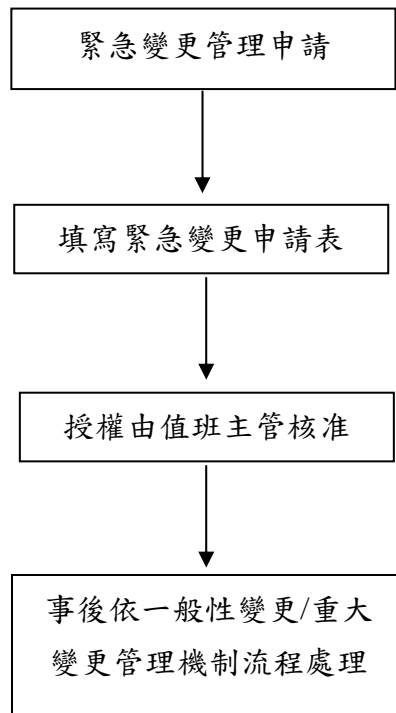 緊急變更管理申請
填寫緊急變更申請表
授權由值班主管核准
事後依一般性變更/重大
變更管理機制流程處理